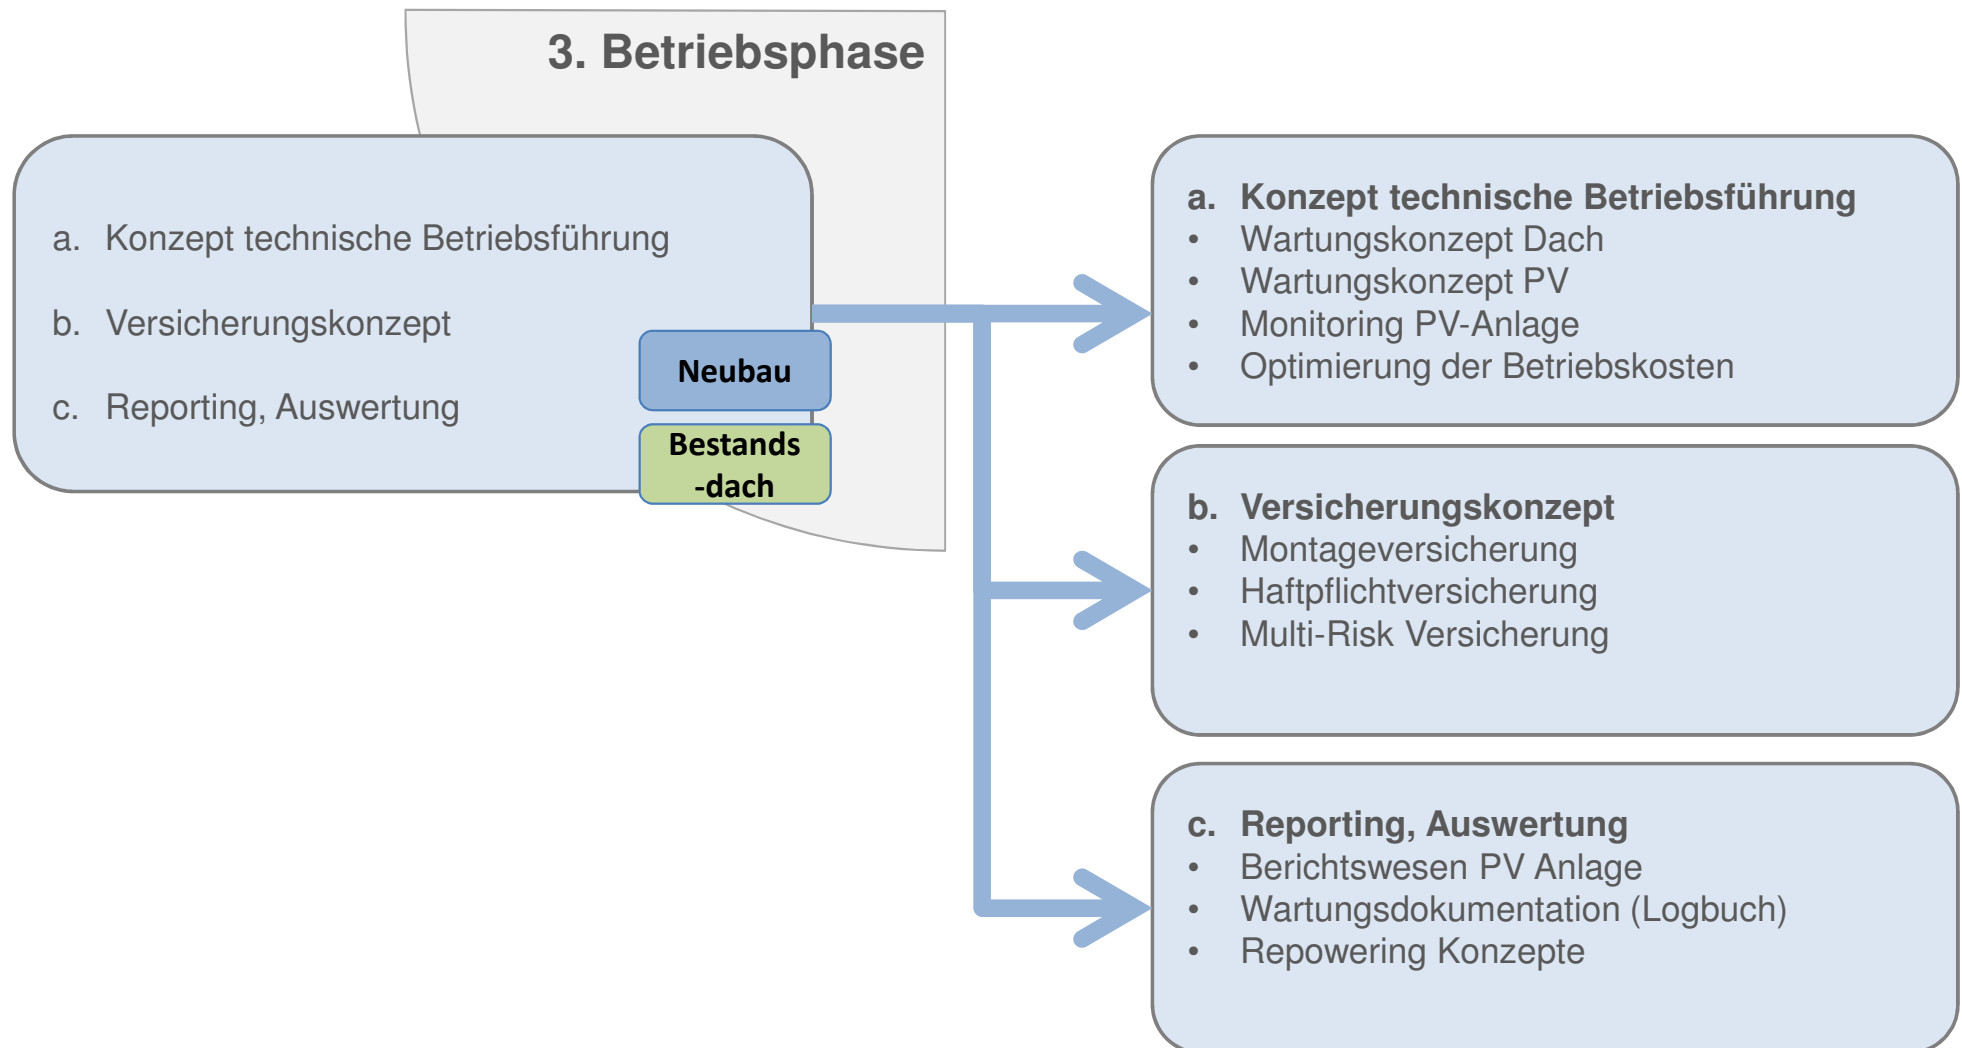 3. Betriebsphase
a. Konzept technische Betriebsführung
b. Versicherungskonzept
c. Reporting, Auswertung
Neubau
Bestands
-dach
a. Konzept technische Betriebsführung
• Wartungskonzept Dach
• Wartungskonzept PV
• Monitoring PV-Anlage
• Optimierung der Betriebskosten
b. Versicherungskonzept
• Montageversicherung
• Haftpflichtversicherung
• Multi-Risk Versicherung
c. Reporting, Auswertung
• Berichtswesen PV Anlage
• Wartungsdokumentation (Logbuch)
• Repowering Konzepte